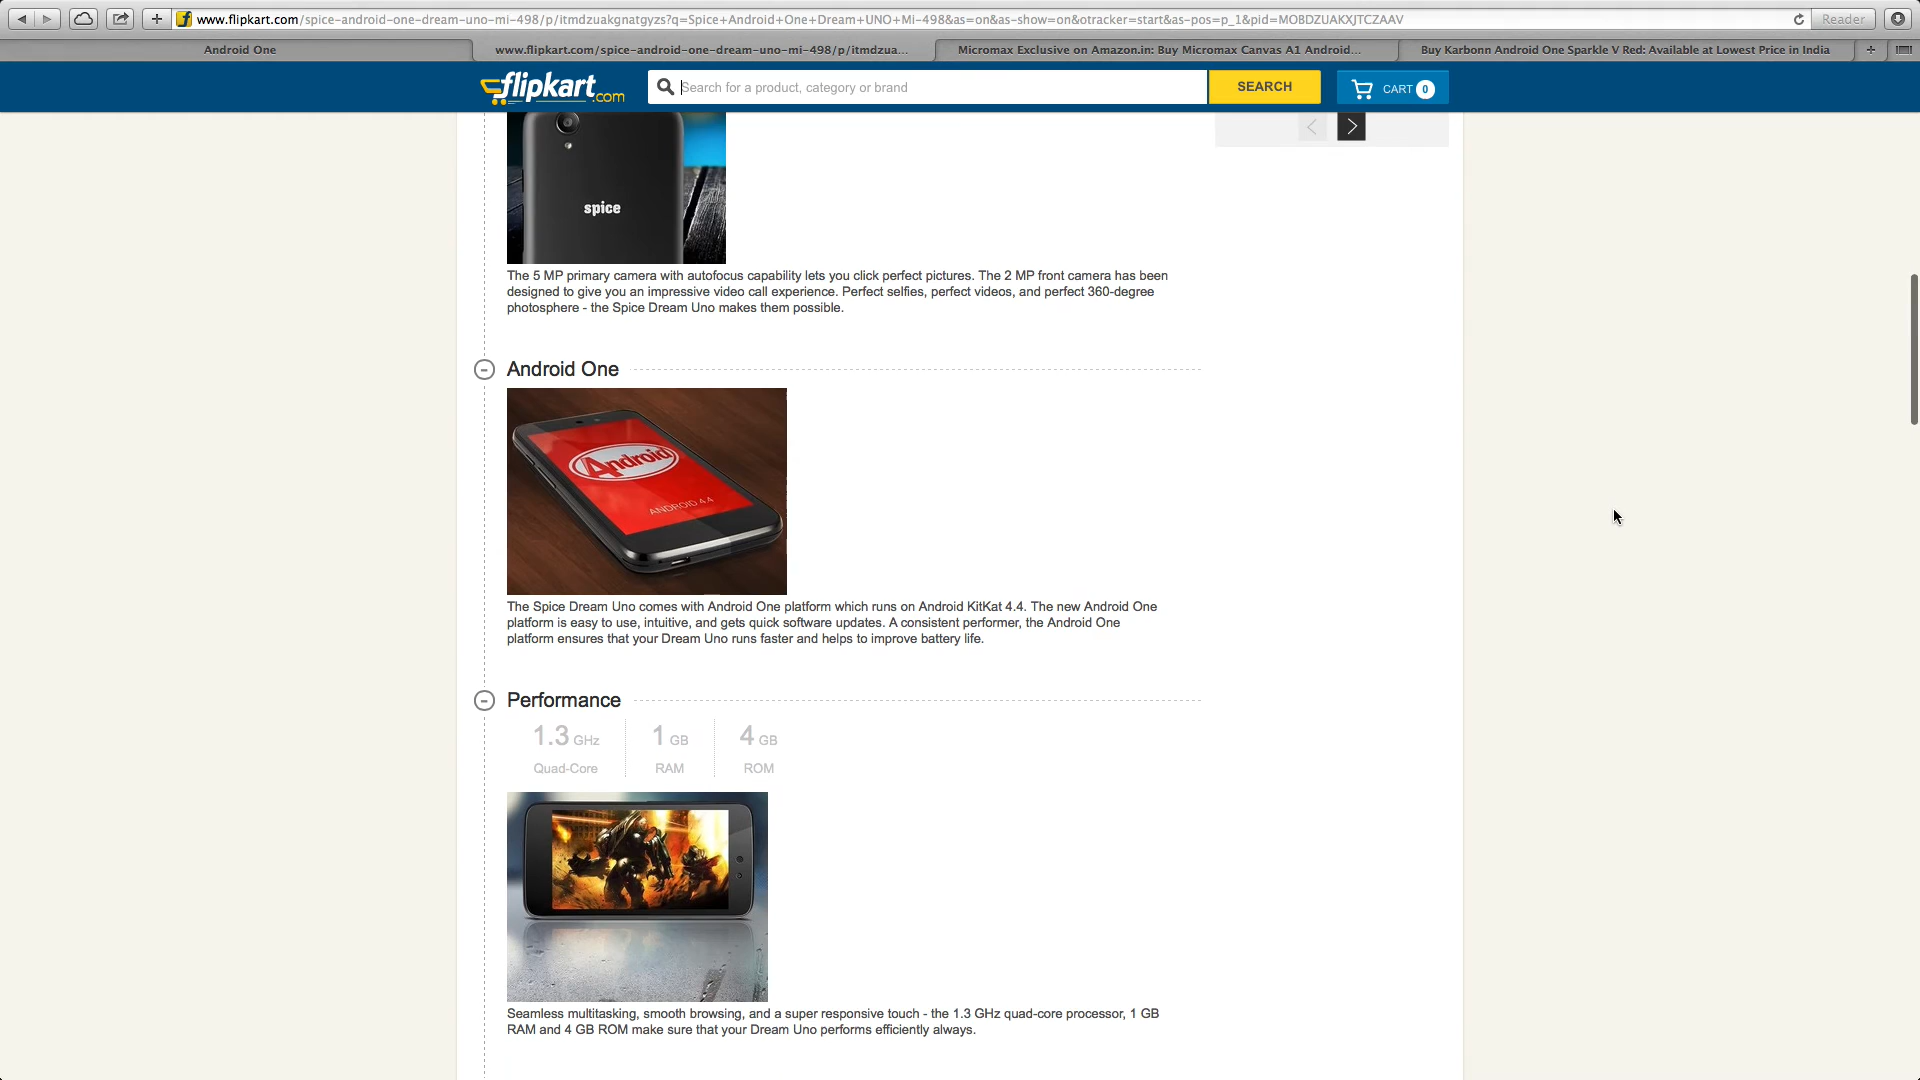 www.flipkart.com/spice-android-one-dream-uno-mi-498/p/itmdzuakgnatgyzs?q=Spice+Android+One+Dream+UNO+Mi-498&as=on&as-show=on&otracker=start&as-pos=p_1&pid=MOBDZUAKXJTCZAAV
Reader
Android One
www.flipkart.com/spice-android-one-dream-uno-mi-498/p/itmdzua...
Micromax Exclusive on Amazon.in: Buy Micromax Canvas A1 Android...
Buy Karbonn Android One Sparkle V Red: Available at Lowest Price in India
flipkart.com
Search for a product, category or brand
SEARCH
CART 0
spice
The 5 MP primary camera with autofocus capability lets you click perfect pictures. The 2 MP front camera has been
designed to give you an impressive video call experience. Perfect selfies, perfect videos, and perfect 360-degree
photosphere - the Spice Dream Uno makes them possible.
Android One
Android
ANDROID 4.4
The Spice Dream Uno comes with Android One platform which runs on Android KitKat 4.4. The new Android One
platform is easy to use, intuitive, and gets quick software updates. A consistent performer, the Android One
platform ensures that your Dream Uno runs faster and helps to improve battery life.
Performance
1.3 GHz
1 GB
4 GB
Quad-Core
RAM
ROM
Seamless multitasking, smooth browsing, and a super responsive touch - the 1.3 GHz quad-core processor, 1 GB
RAM and 4 GB ROM make sure that your Dream Uno performs efficiently always.